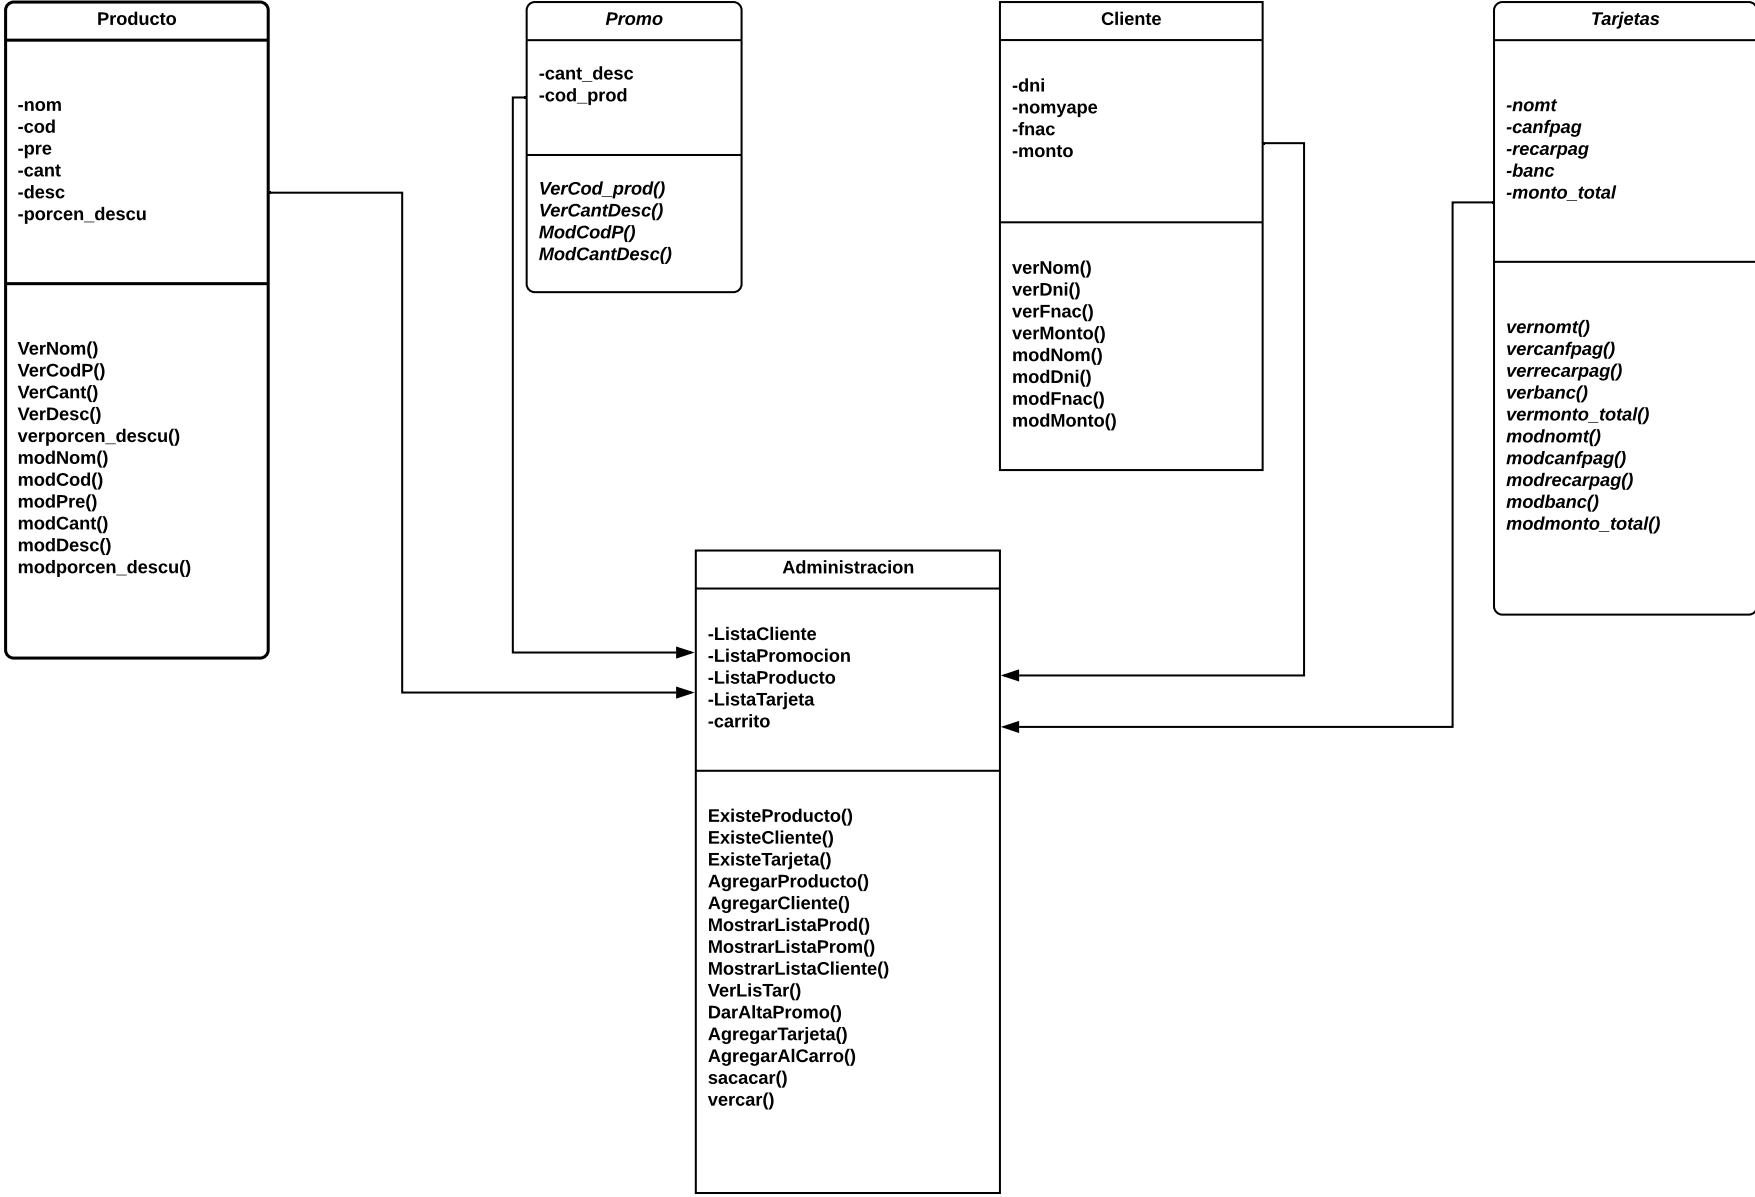 Producto
-nom
-cod
-pre
-cant
-desc
-porcen_descu
VerNom()
VerCodP()
VerCant()
VerDesc()
verporcen_descu()
modNom()
modCod()
modPre()
modCant()
modDesc()
modporcen_descu()
Promo
-cant_desc
-cod_prod
VerCod_prod()
VerCantDesc()
ModCodP()
ModCantDesc()
Cliente
-dni
-nomyape
-fnac
-monto
verNom()
verDni()
verFnac()
verMonto()
modNom()
modDni()
modFnac()
modMonto()
Tarjetas
-nomt
-canfpag
-recarpag
-banc
-monto_total
vernomt()
vercanfpag()
verrecarpag()
verbanc()
vermonto_total()
modnomt()
modcanfpag()
modrecarpag()
modbanc()
modmonto_total()
Administracion
-ListaCliente
-ListaPromocion
-ListaProducto
-ListaTarjeta
-carrito
ExisteProducto()
ExisteCliente()
ExisteTarjeta()
AgregarProducto()
AgregarCliente()
MostrarListaProd()
MostrarListaProm()
MostrarListaCliente()
VerLisTar()
DarAltaPromo()
AgregarTarjeta()
AgregarAlCarro()
sacacar()
vercar()